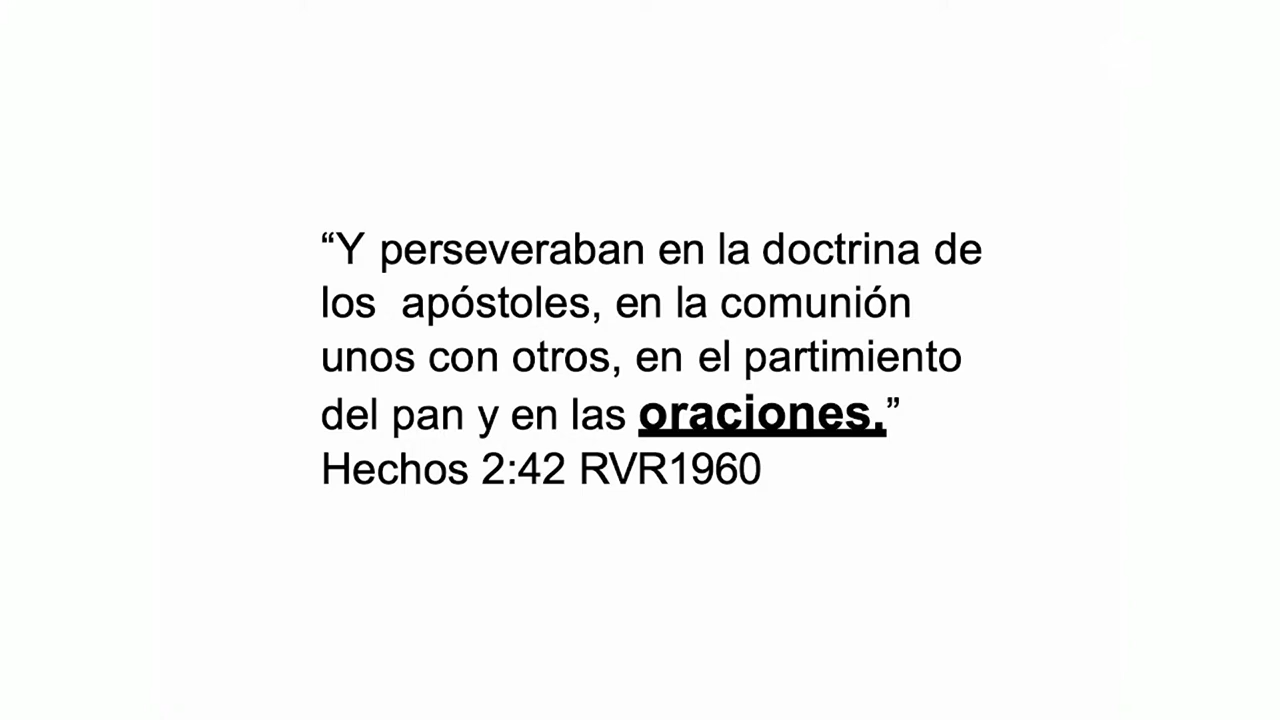 “Y perseveraban en la doctrina de
los  apóstoles, en la comunión
unos con otros, en el partimiento
del pan y en las oraciones.”
Hechos 2:42 RVR1960